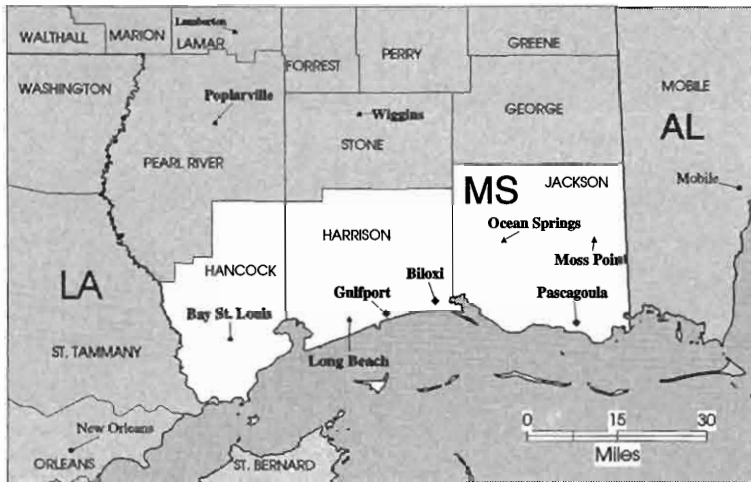 Lumberton
WALTHALL
MARION
LAMAR
GREENE
PERRY
FORREST
WASHINGTON
MOBILE
Poplarville
GEORGE
Wiggins
AL
STONE
PEARL RIVER
MS
JACKSON
Mobile
Ocean Springs
HARRISON
Moss Point
HANCOCK
Biloxi
LA
Gulfport
Pascagoula
Bay St. Louis
ST. TAMMANY
Long Beach
0 15 30
Miles
New Orleans
ORLEANS
ST. BERNARD